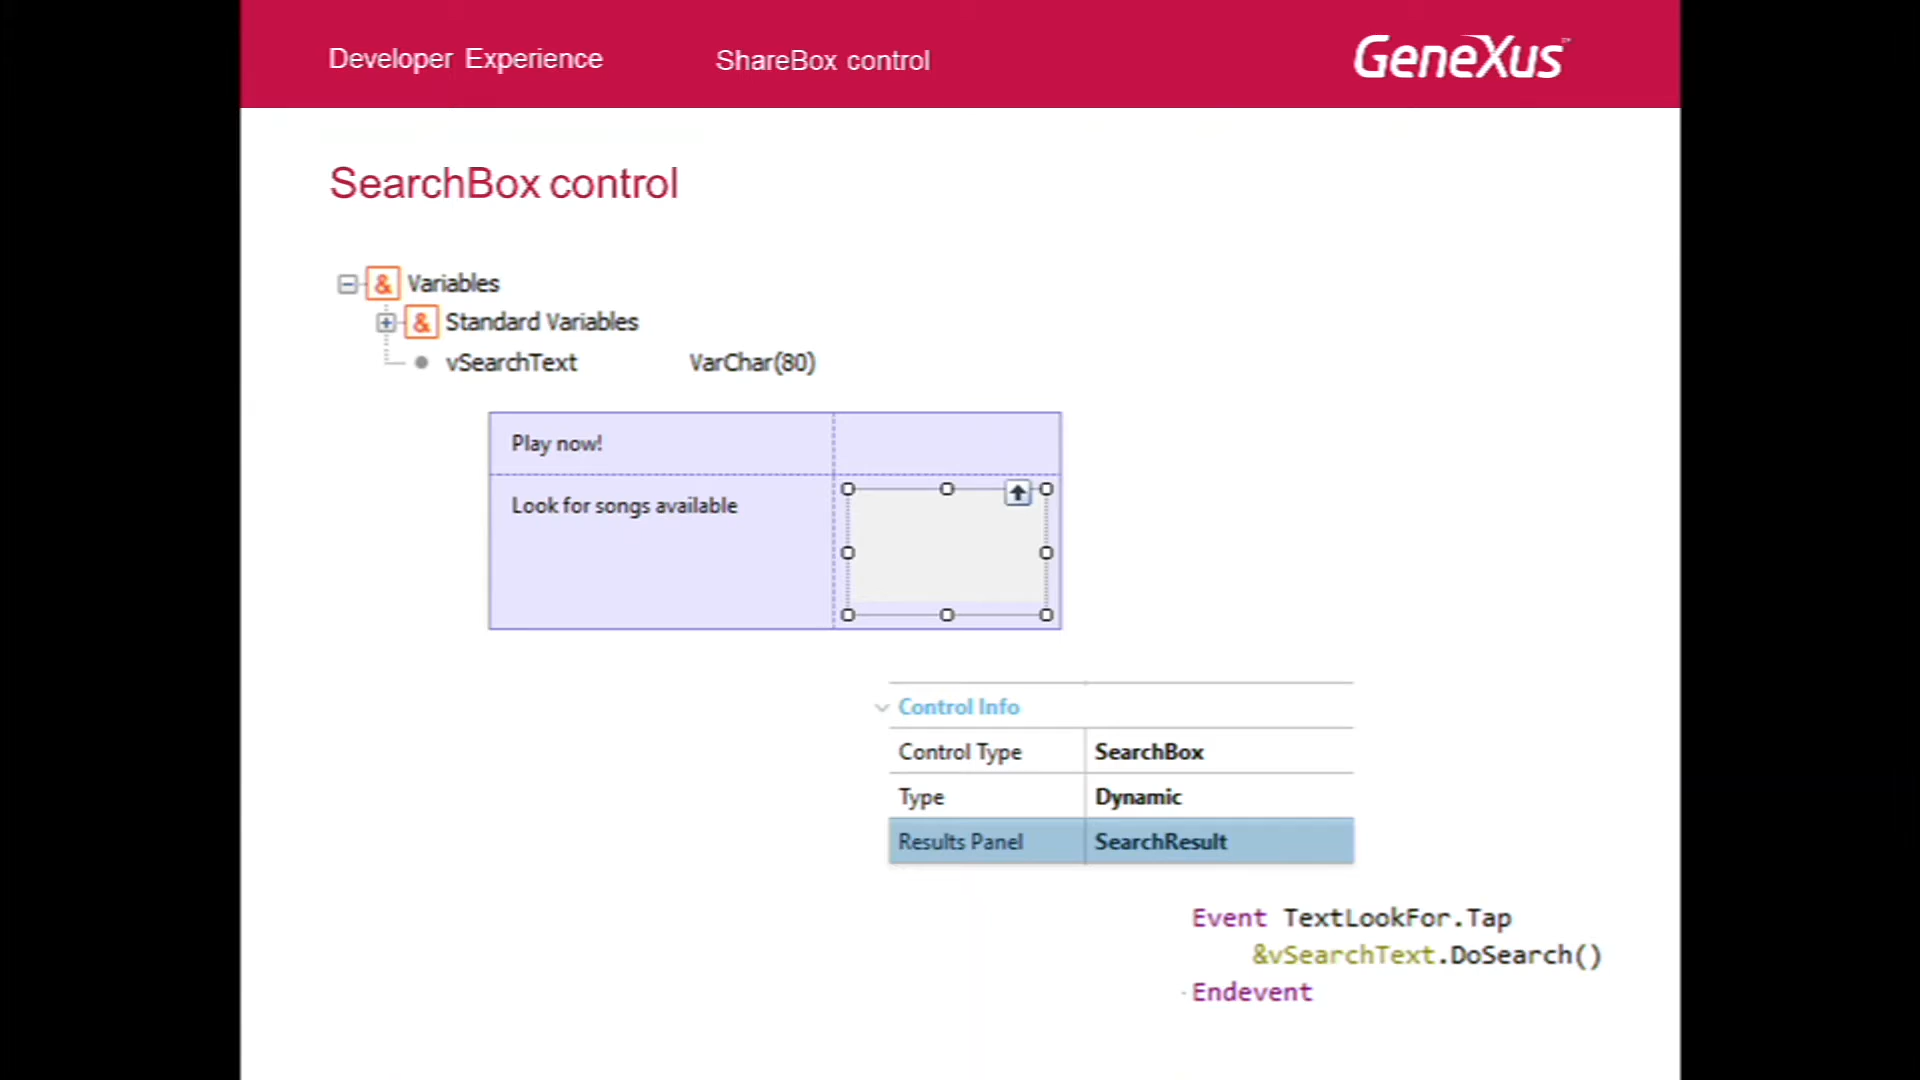 Developer Experience
ShareBox control
GeneXus™
SearchBox control
& Variables
& Standard Variables
vSearchText VarChar(80)
Play now!
Look for songs available
Control Info
Control Type SearchBox
Type Dynamic
Results Panel SearchResult
Event TextLookFor.Tap
&vSearchText.DoSearch()
Endevent